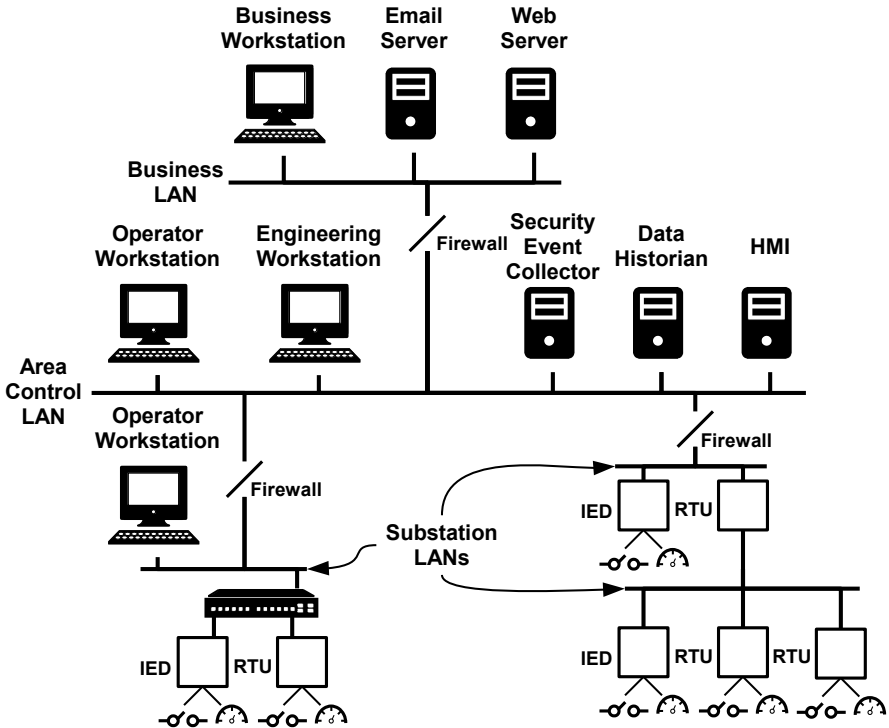 Business
Workstation
Email
Server
Web
Server
Business
LAN
Firewall
Operator
Workstation
Engineering
Workstation
Security
Event
Collector
Data
Historian
HMI
Area
Control
LAN
Operator
Workstation
Firewall
Firewall
Substation
LANs
IED
RTU
IED
RTU
IED
RTU
RTU